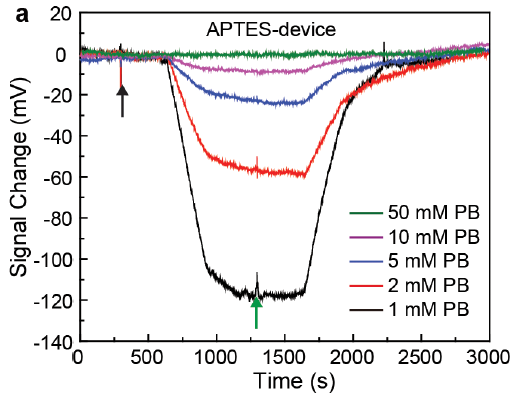 a
APTES-device
20
0
-20
-40
-60
-80
-100
-120
-140
Signal Change (mV)
50 mM PB
10 mM PB
5 mM PB
2 mM PB
1 mM PB
0 500 1000 1500 2000 2500 3000
Time (s)